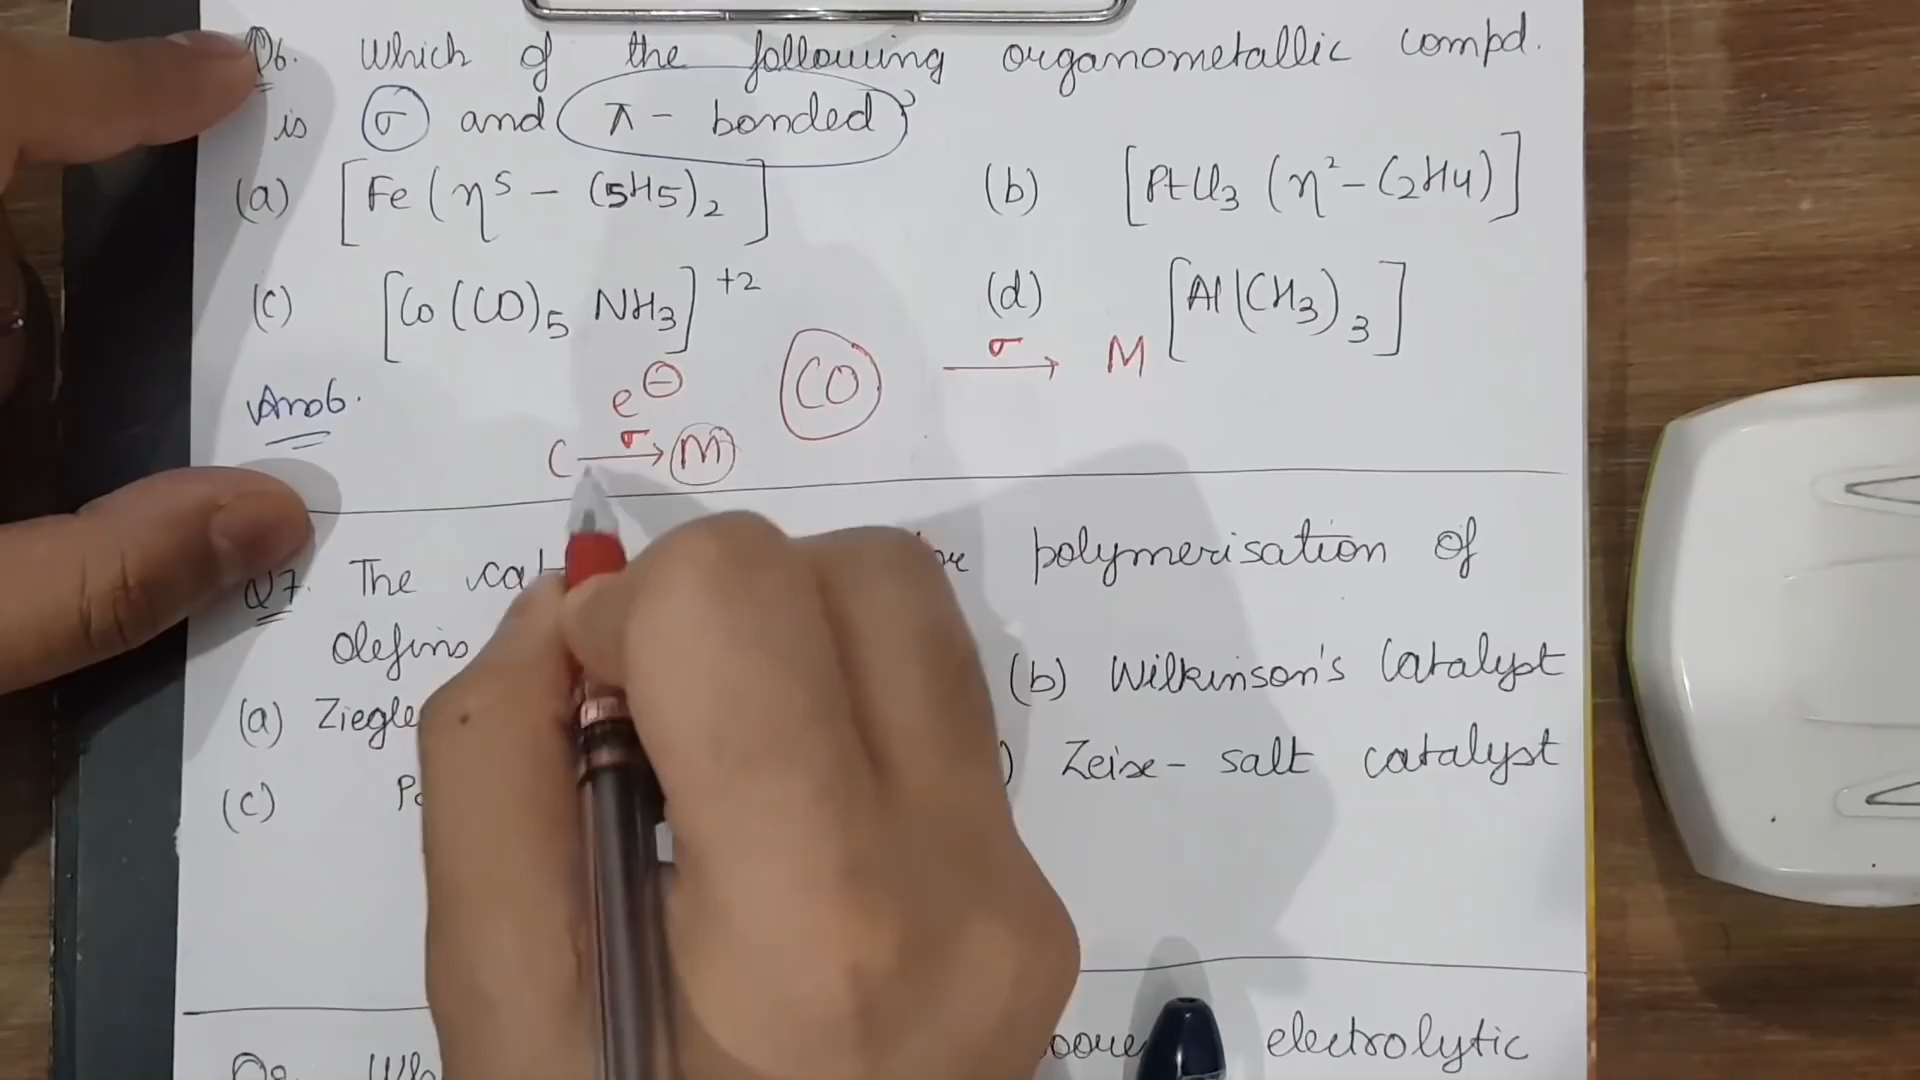 Q6. Which of the following organometallic compd.
is σ and π - bonded?
(a) [Fe(η⁵ - C5H5)₂] (b) [PtCl₃ (η² - C₂H₄)]
(c) [Co(CO)₅ NH₃]⁺² (d) [Al(CH₃)₃]
CO σ→ M
Ans6. e⊖
C σ→ M
Q7. The polymerisation of
olefins
(b) Wilkinson's Catalyst
(a) Ziegle
Zeise - salt catalyst
(c)
electrolytic